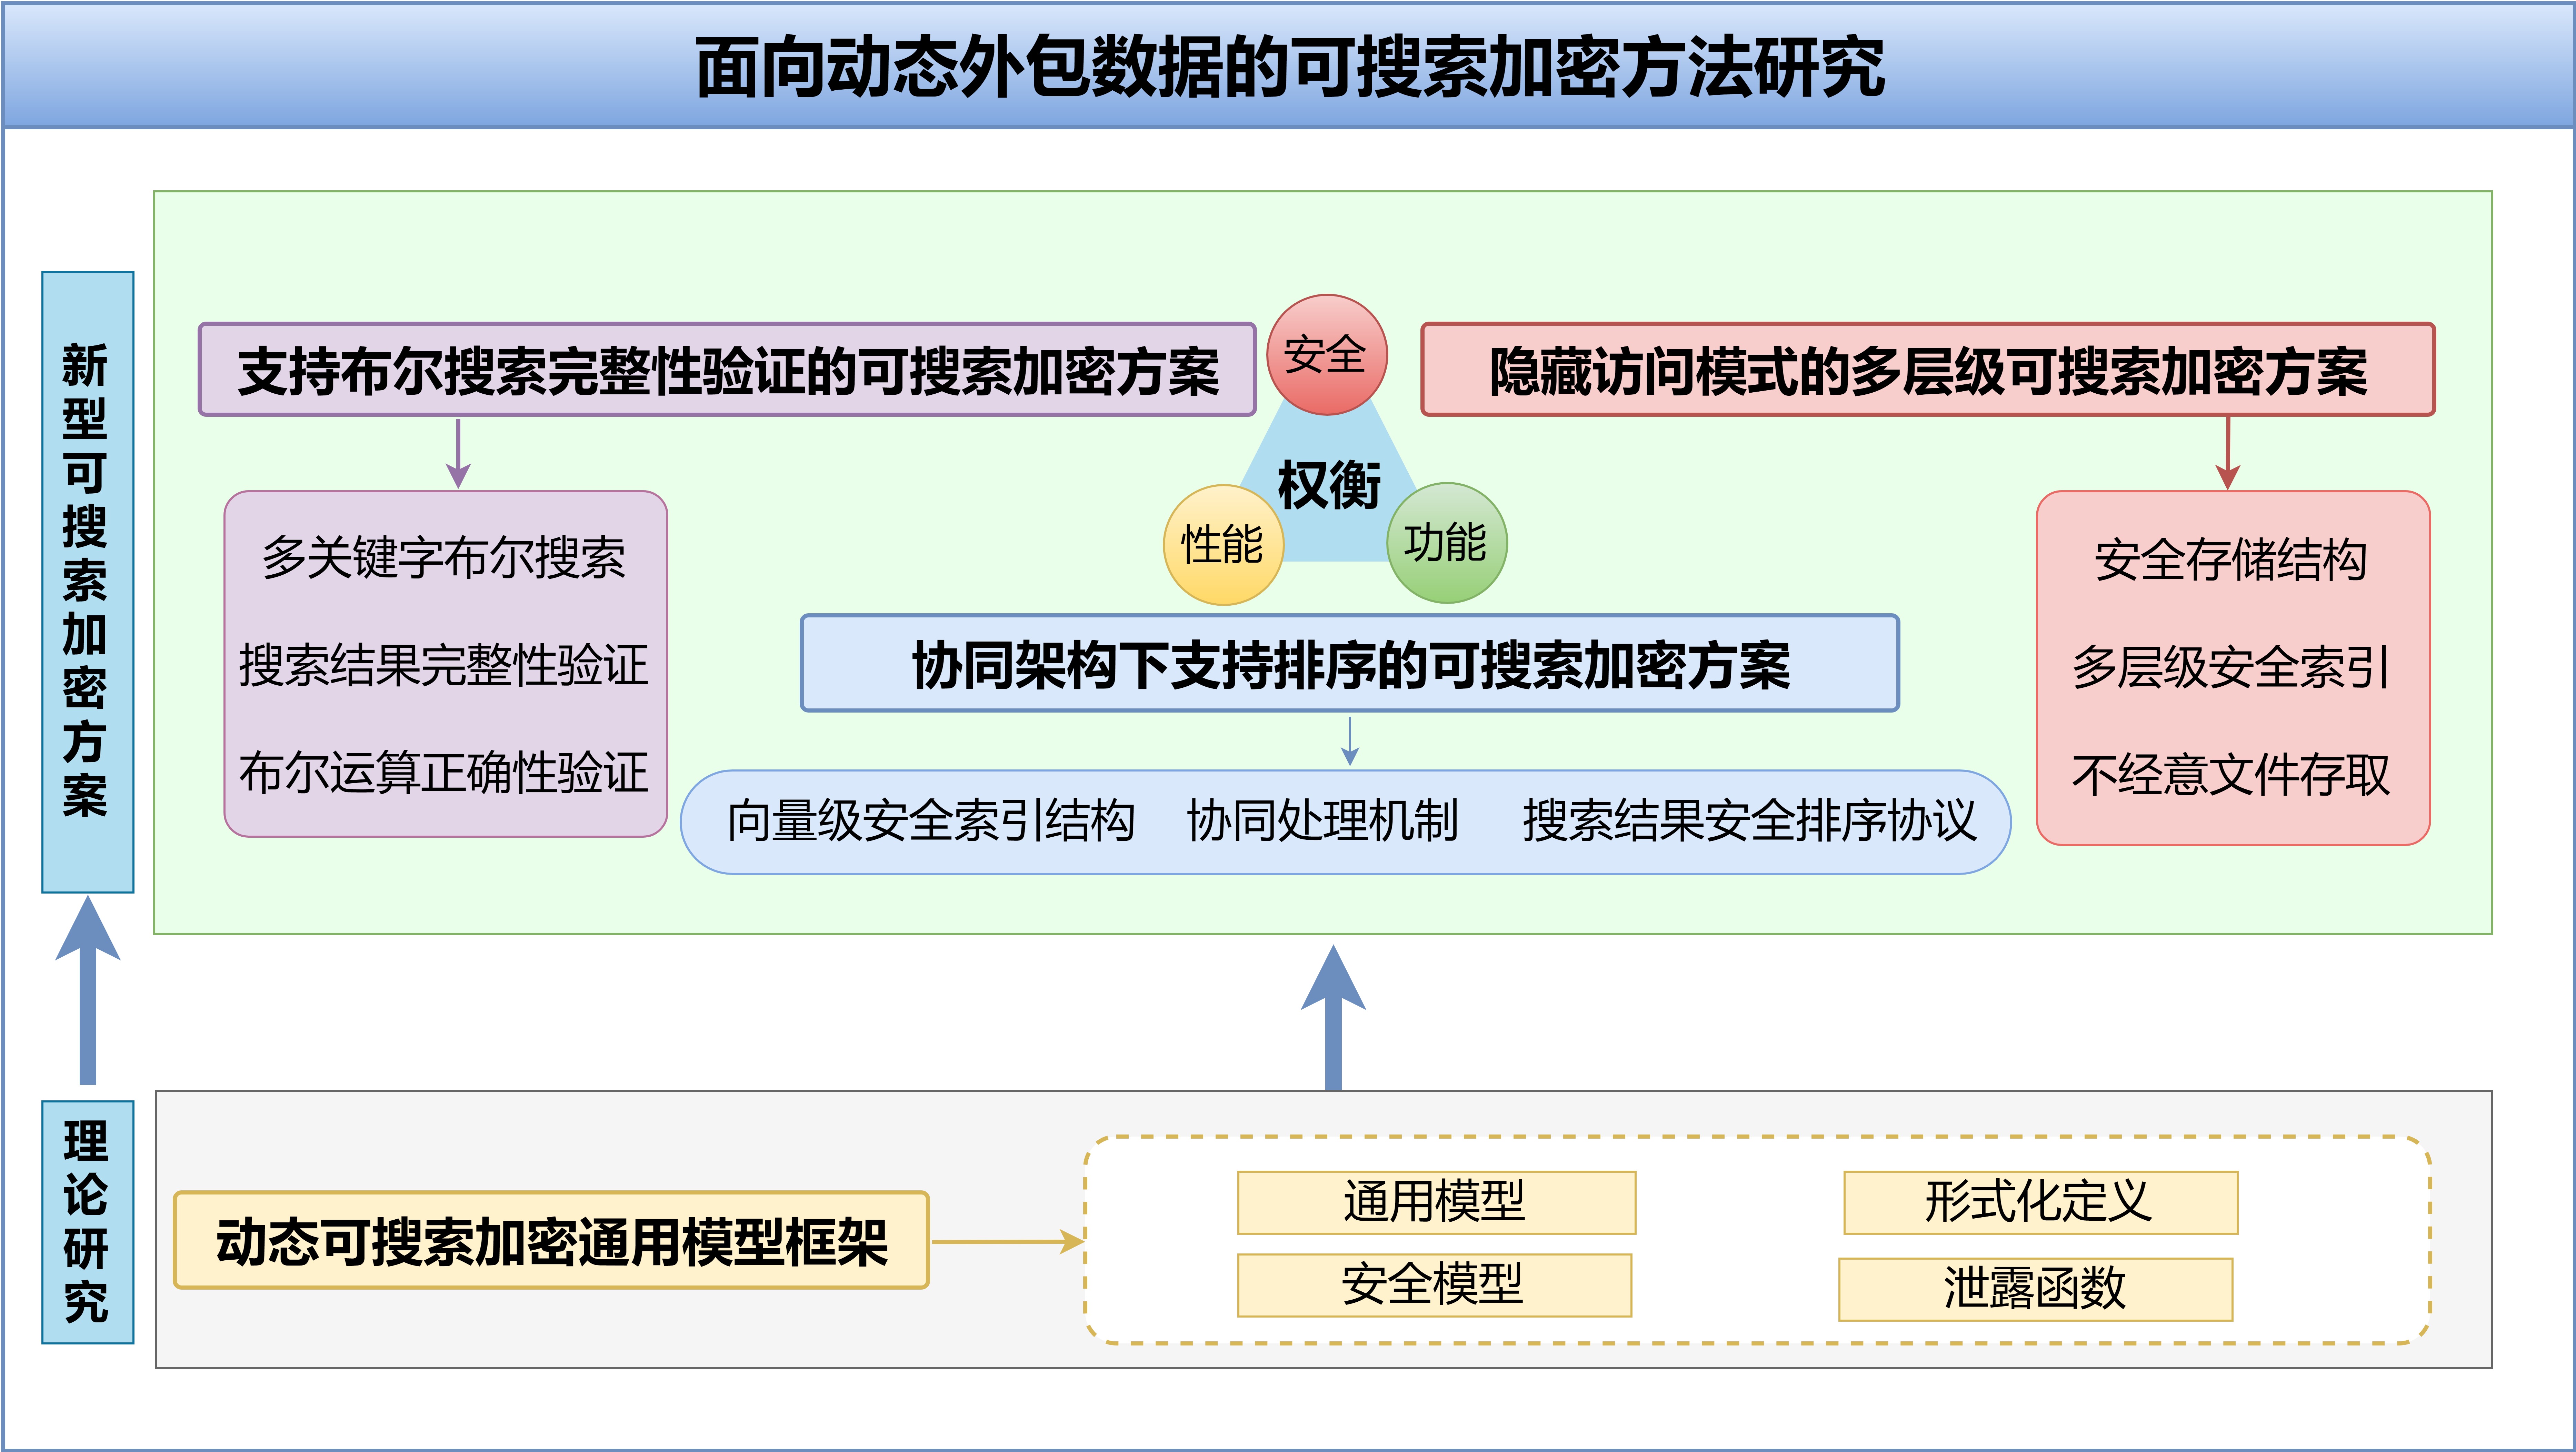 面向动态外包数据的可搜索加密方法研究
新型可搜索加密方案
支持布尔搜索完整性验证的可搜索加密方案
多关键字布尔搜索
搜索结果完整性验证
布尔运算正确性验证
安全
权衡
性能
功能
隐藏访问模式的多层级可搜索加密方案
安全存储结构
多层级安全索引
不经意文件存取
协同架构下支持排序的可搜索加密方案
向量级安全索引结构 协同处理机制 搜索结果安全排序协议
理论研究
动态可搜索加密通用模型框架
通用模型
形式化定义
安全模型
泄露函数